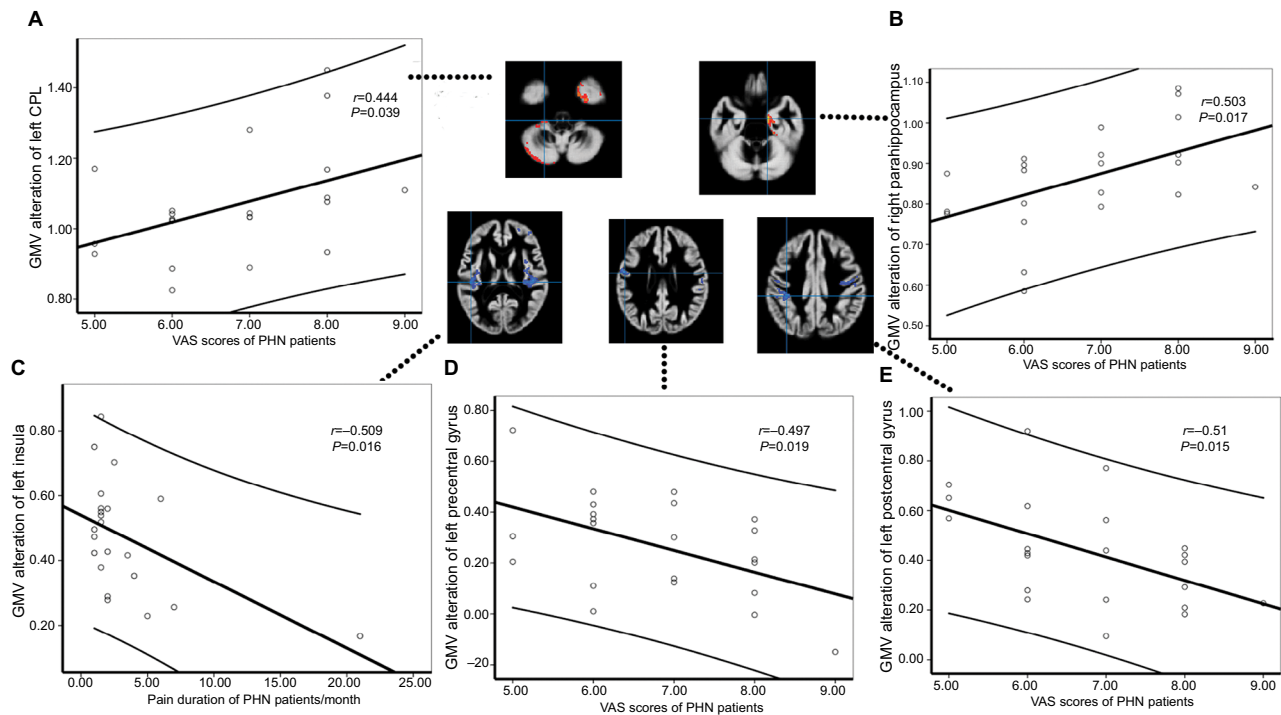 A
GMV alteration of left CPL
1.40
1.20
1.00
0.80
r=0.444
P=0.039
5.00 6.00 7.00 8.00 9.00
VAS scores of PHN patients
B
GMV alteration of right parahippocampus
1.10
1.00
0.90
0.80
0.70
0.60
0.50
r=0.503
P=0.017
5.00 6.00 7.00 8.00 9.00
VAS scores of PHN patients
C
GMV alteration of left insula
0.80
0.60
0.40
0.20
r=−0.509
P=0.016
0.00 5.00 10.00 15.00 20.00 25.00
Pain duration of PHN patients/month
D
GMV alteration of left precentral gyrus
0.80
0.60
0.40
0.20
0.00
−20
r=−0.497
P=0.019
5.00 6.00 7.00 8.00 9.00
VAS scores of PHN patients
E
GMV alteration of left postcentral gyrus
1.00
0.80
0.60
0.40
0.20
0.00
r=−0.51
P=0.015
5.00 6.00 7.00 8.00 9.00
VAS scores of PHN patients